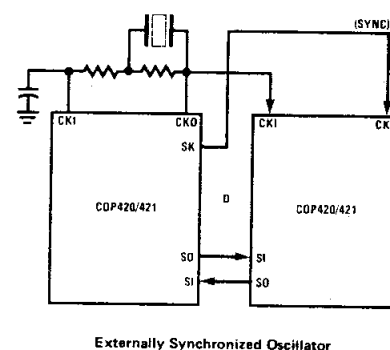 (SYNC)
CKI CKO
SK
COP420/421
SO
SI
D
CKI CK
COP420/421
SI
SO
Externally Synchronized Oscillator